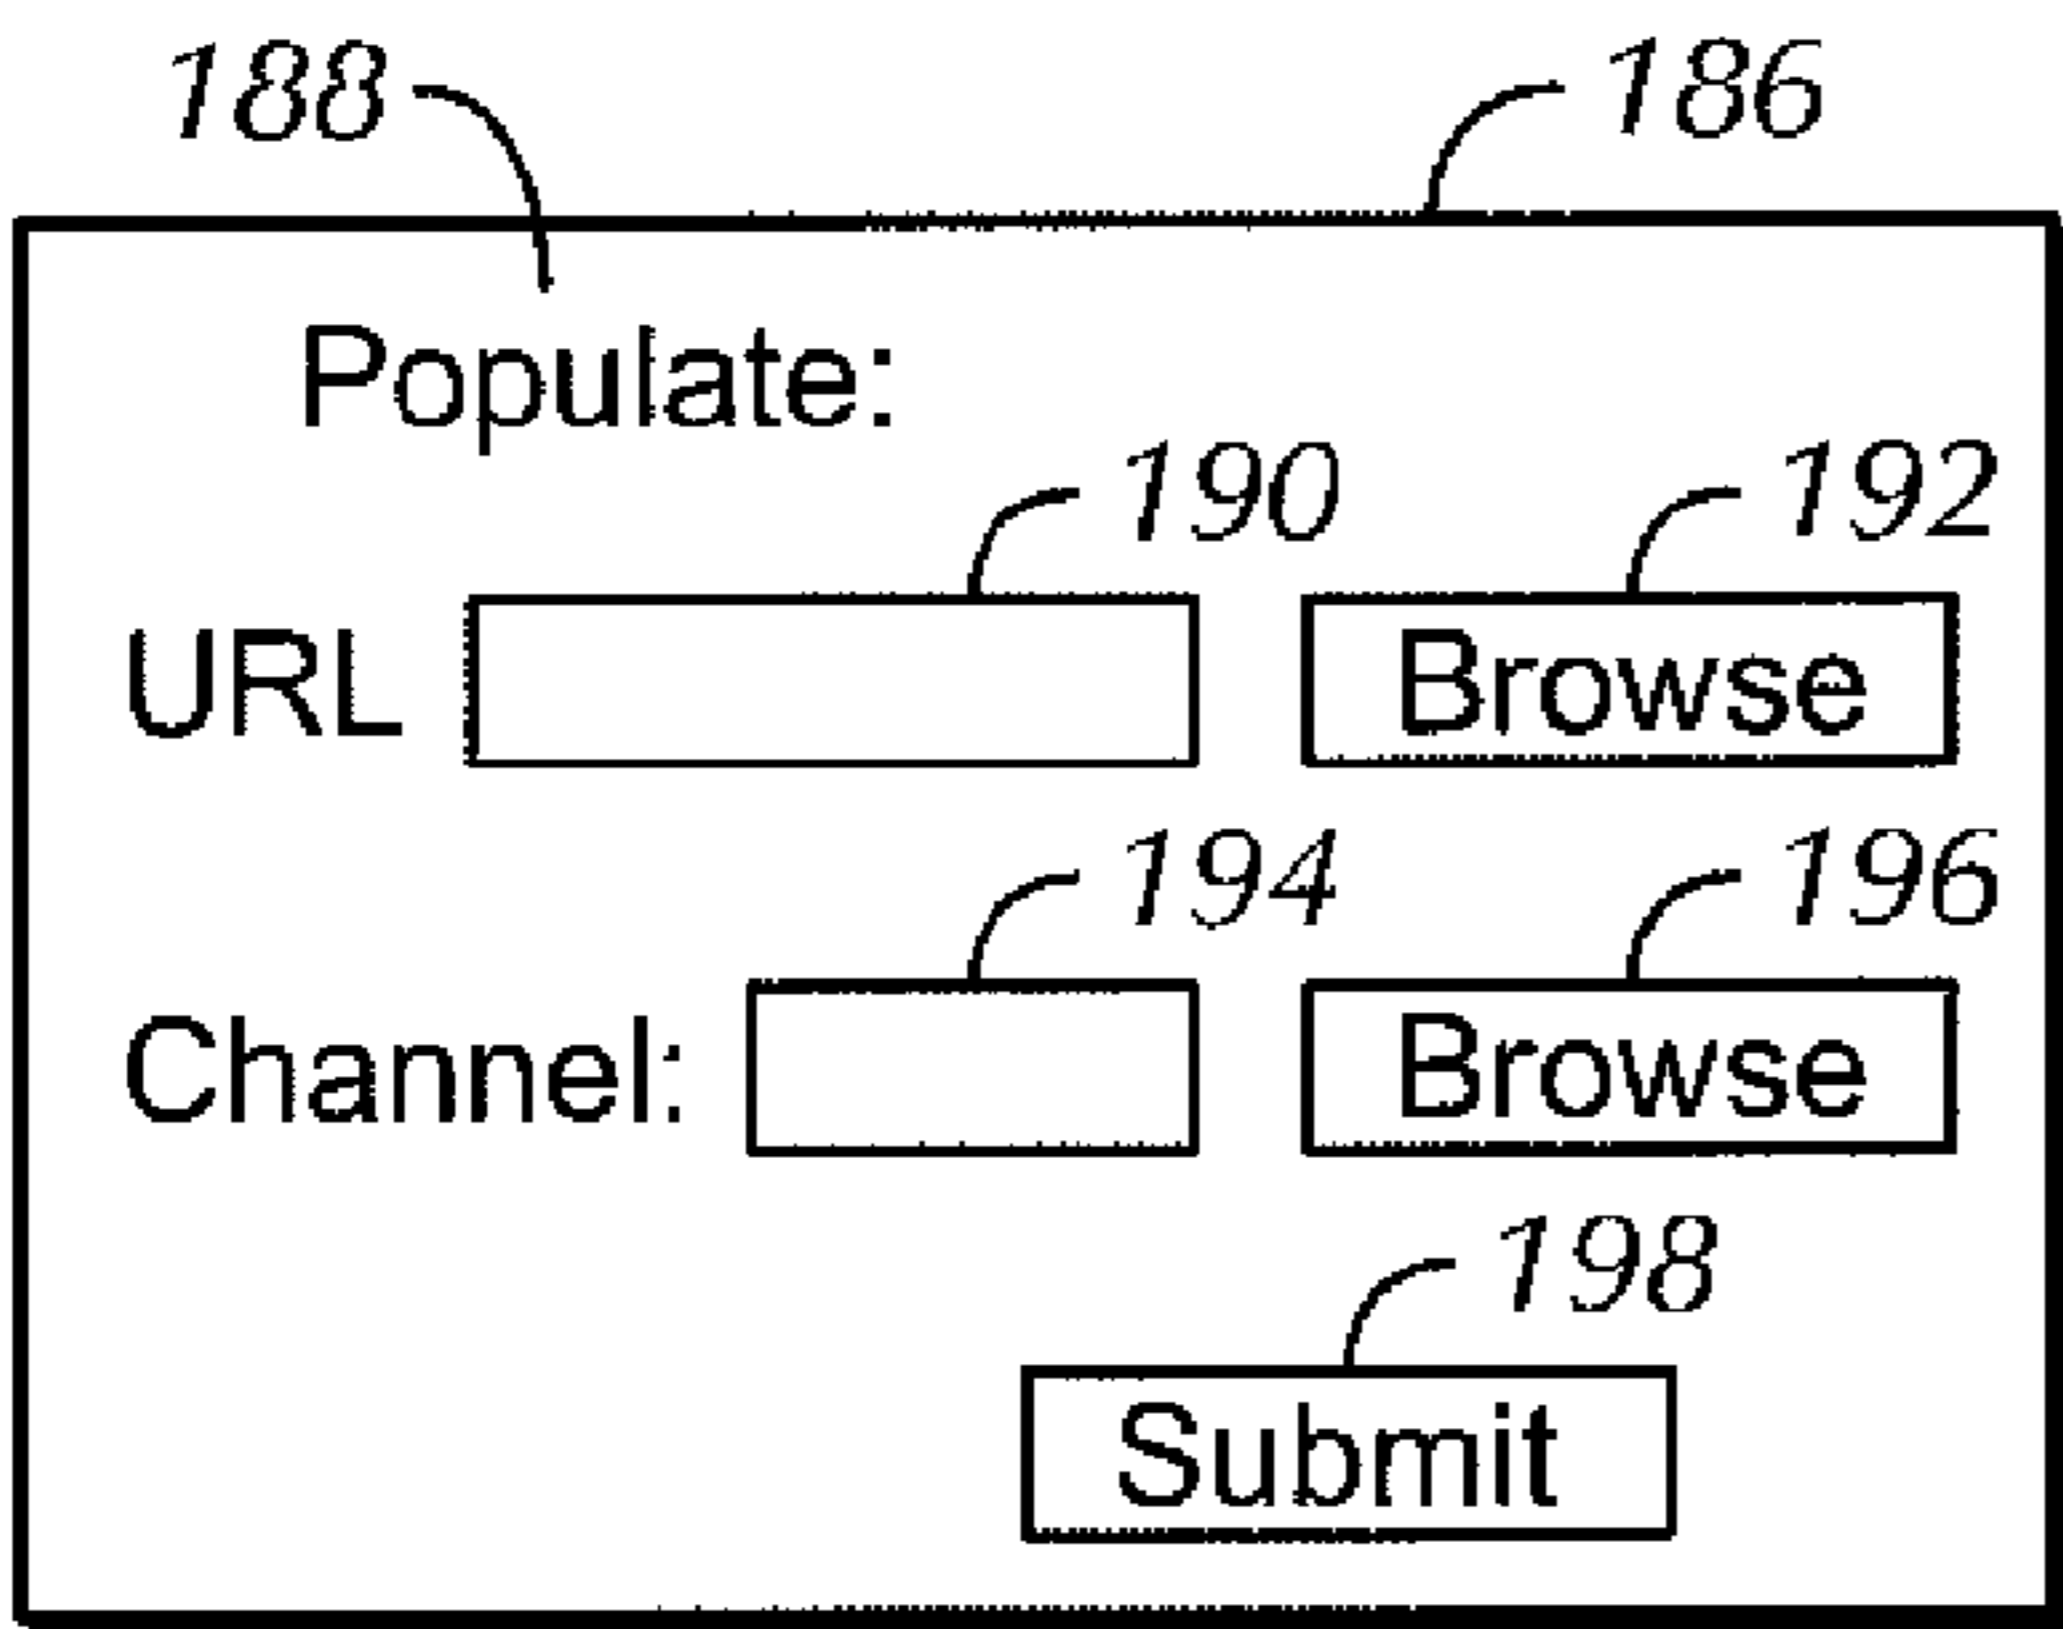 188 186
Populate:
190 192
URL Browse
194 196
Channel: Browse
198
Submit